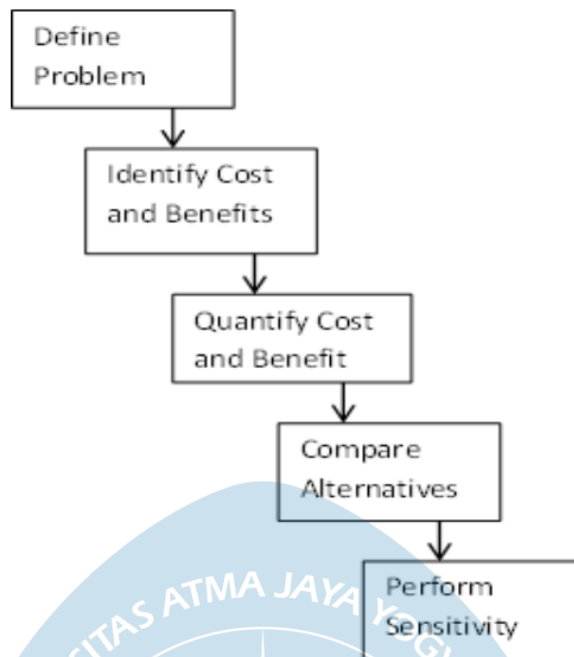 Define
Problem
Identify Cost
and Benefits
Quantify Cost
and Benefit
Compare
Alternatives
Perform
Sensitivity
ATMA JAYA